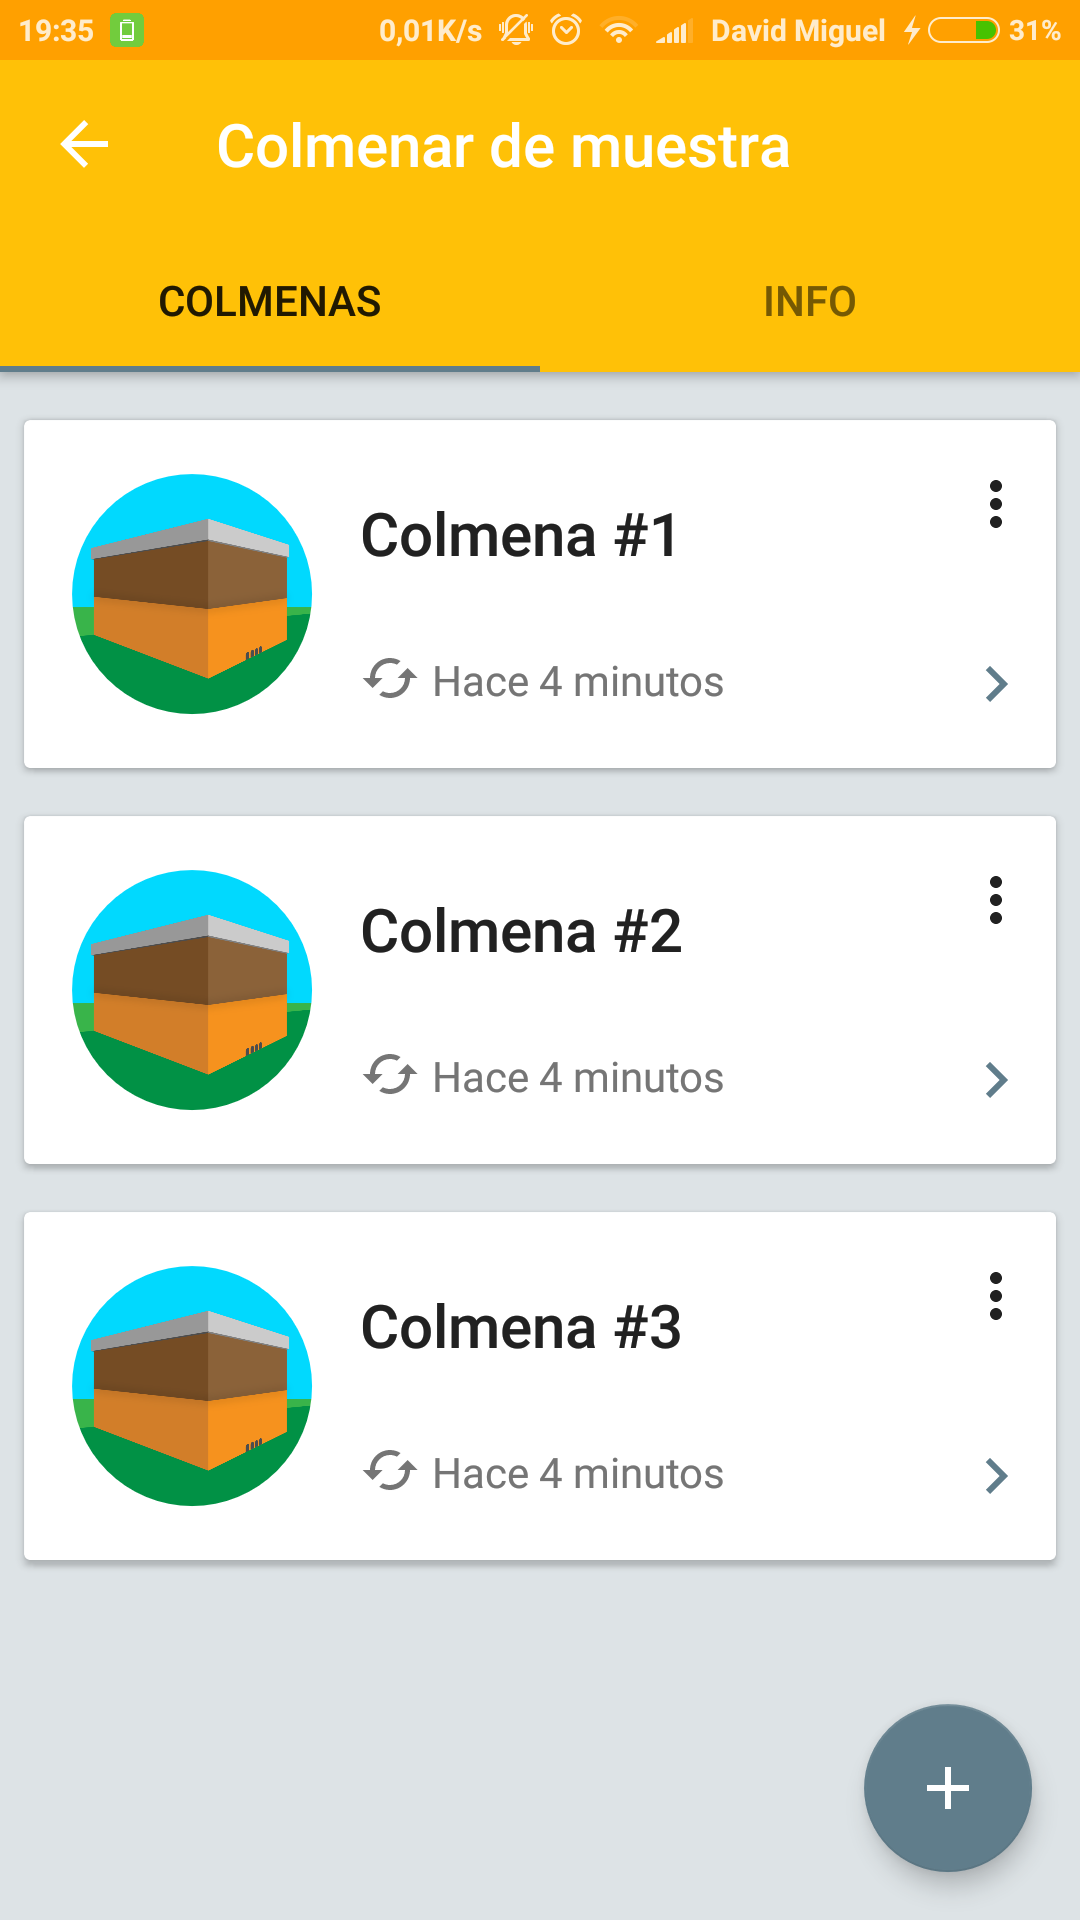 19:35 0,01K/s David Miguel 31%
Colmenar de muestra
COLMENAS INFO
Colmena #1
Hace 4 minutos
Colmena #2
Hace 4 minutos
Colmena #3
Hace 4 minutos